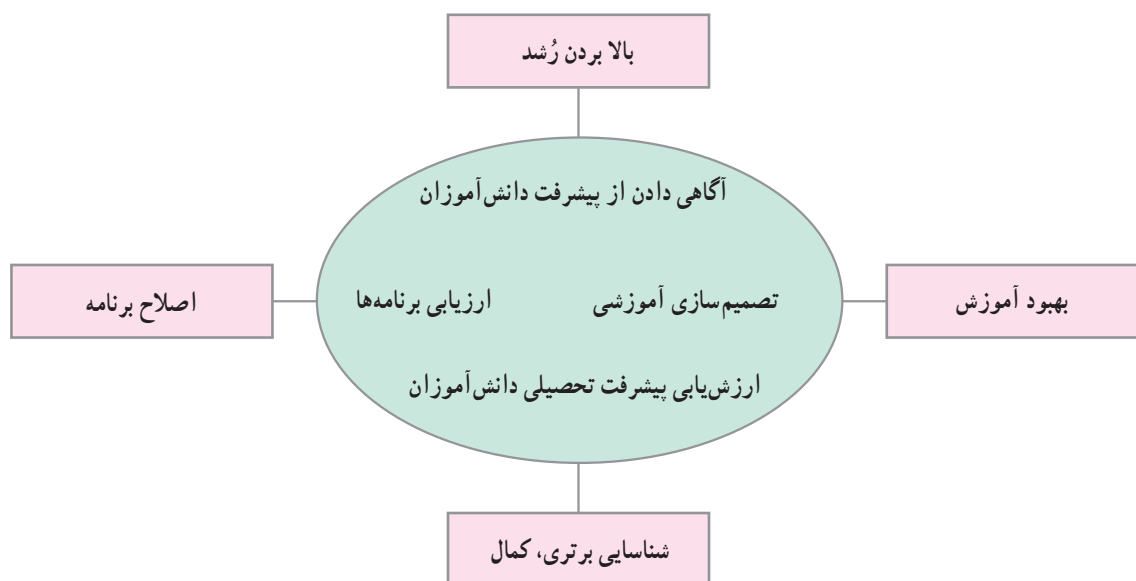 بالا بردن رُشد
آگاهی دادن از پیشرفت دانش‌آموزان
بهبود آموزش
تصمیم‌سازی آموزشی
ارزیابی برنامه‌ها
اصلاح برنامه
ارزش‌یابی پیشرفت تحصیلی دانش‌آموزان
شناسایی برتری، کمال